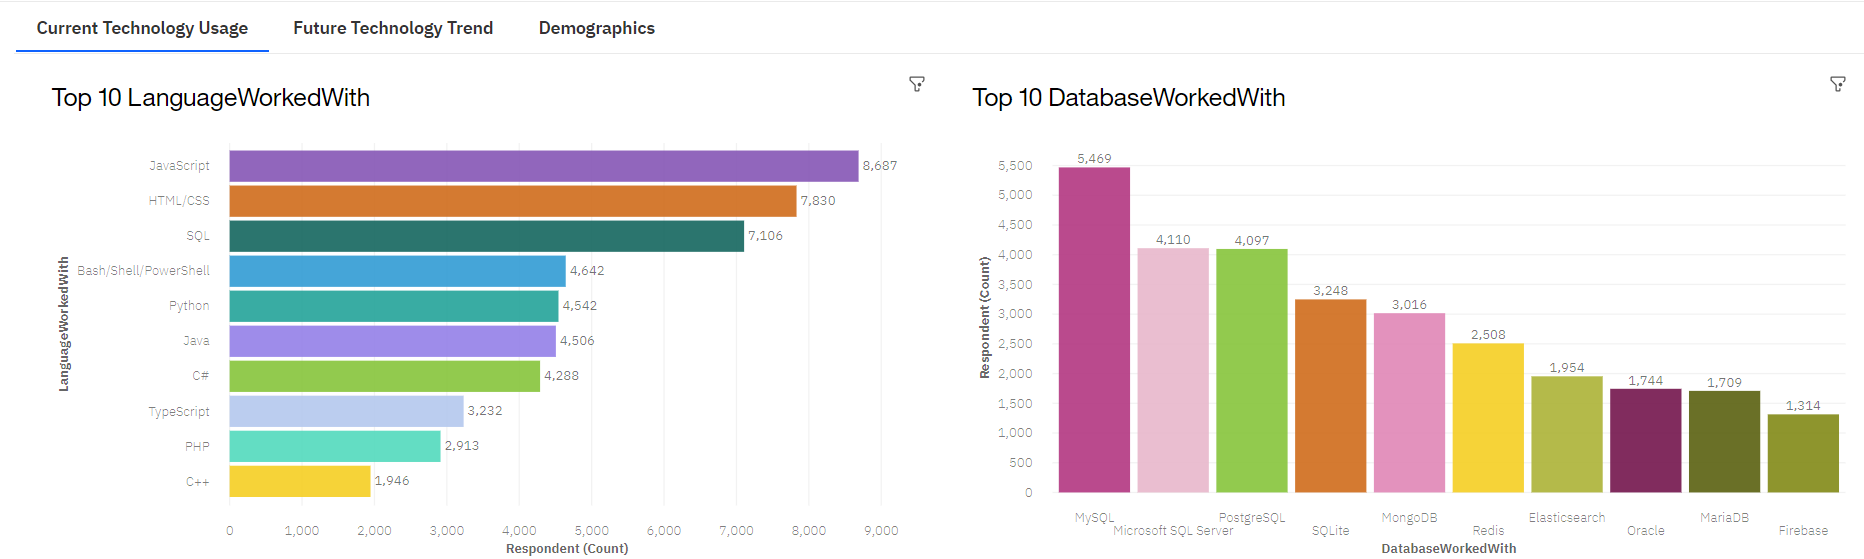 Current Technology Usage
Future Technology Trend
Demographics
Top 10 LanguageWorkedWith
LanguageWorkedWith
JavaScript 8,687
HTML/CSS 7,830
SQL 7,106
Bash/Shell/PowerShell 4,642
Python 4,542
Java 4,506
C# 4,288
TypeScript 3,232
PHP 2,913
C++ 1,946
0 1,000 2,000 3,000 4,000 5,000 6,000 7,000 8,000 9,000
Respondent (Count)
Top 10 DatabaseWorkedWith
Respondent (Count)
5,500
5,000
4,500
4,000
3,500
3,000
2,500
2,000
1,500
1,000
500
0
5,469
4,110
4,097
3,248
3,016
2,508
1,954
1,744
1,709
1,314
MySQL
Microsoft SQL Server
PostgreSQL
SQLite
MongoDB
Redis
Elasticsearch
Oracle
MariaDB
Firebase
DatabaseWorkedWith